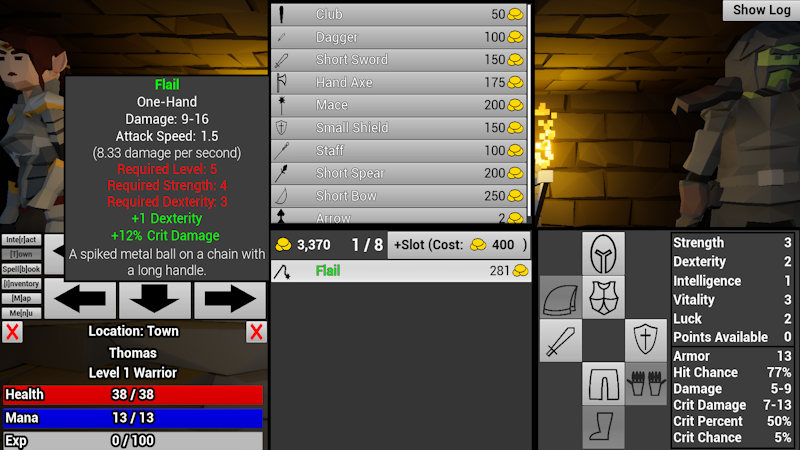 Show Log
Club 50
Dagger 100
Short Sword 150
Hand Axe 175
Mace 200
Small Shield 150
Staff 100
Short Spear 200
Short Bow 250
Arrow 2
Flail
One-Hand
Damage: 9-16
Attack Speed: 1.5
(8.33 damage per second)
Required Level: 5
Required Strength: 4
Required Dexterity: 3
+1 Dexterity
+12% Crit Damage
A spiked metal ball on a chain with
a long handle.
Inte[r]act
[T]own
Spell[b]ook
[I]nventory
[M]ap
Me[n]u
Location: Town
Thomas
Level 1 Warrior
Health 38 / 38
Mana 13 / 13
Exp 0 / 100
3,370 1 / 8 +Slot (Cost: 400 )
Flail 281
Strength 3
Dexterity 2
Intelligence 1
Vitality 3
Luck 2
Points Available 0
Armor 13
Hit Chance 77%
Damage 5-9
Crit Damage 7-13
Crit Percent 50%
Crit Chance 5%